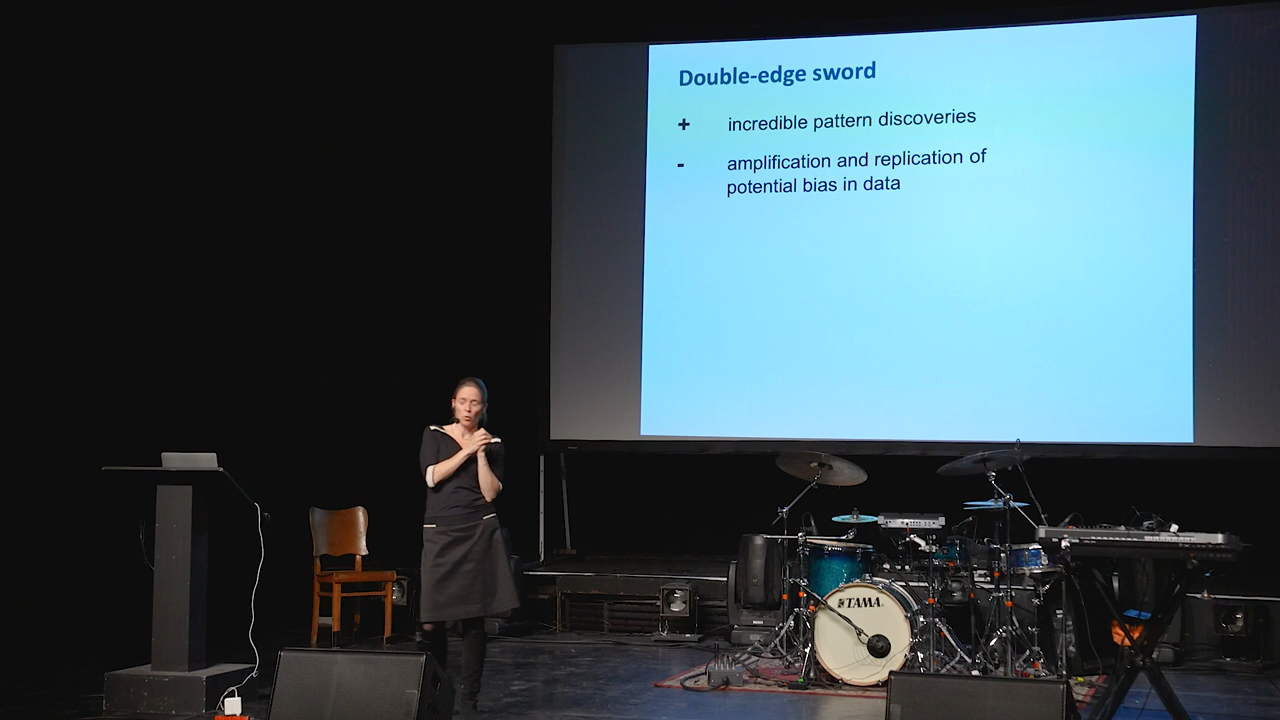 Double-edge sword
+ incredible pattern discoveries
- amplification and replication of
potential bias in data
TAMA